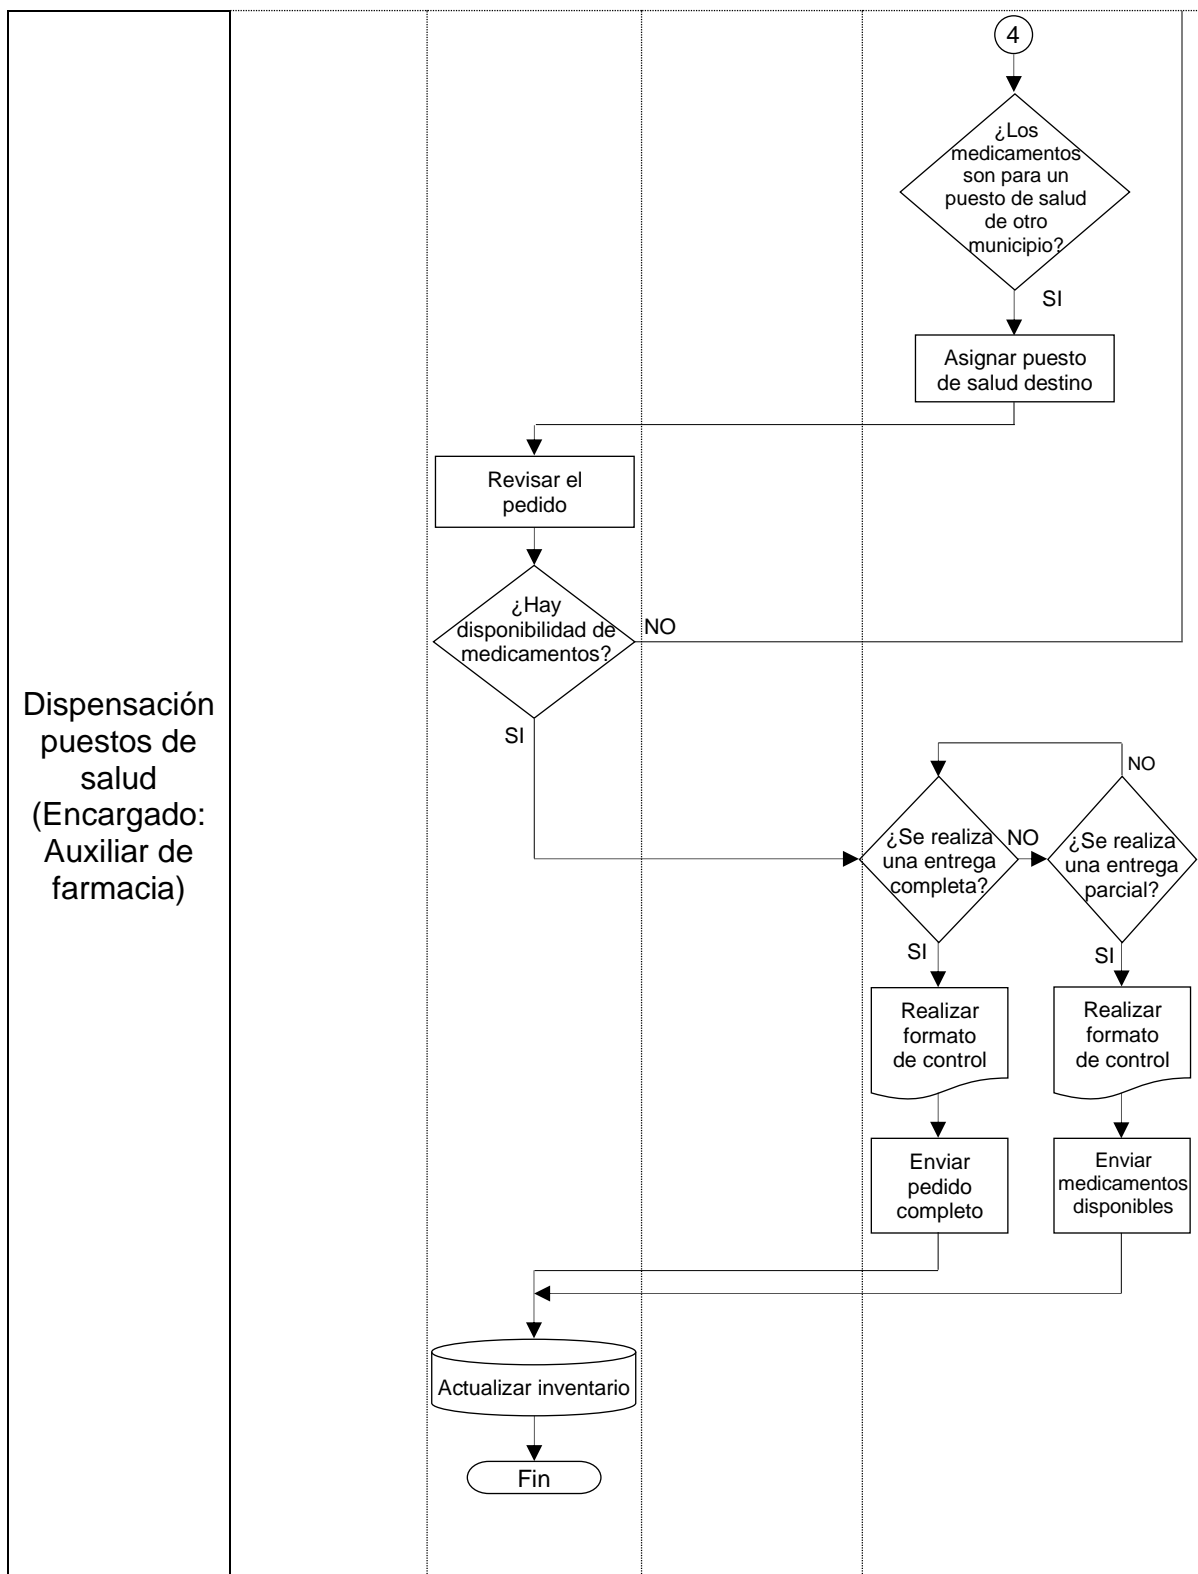 4
¿Los
medicamentos
son para un
puesto de salud
de otro
municipio?
SI
Asignar puesto
de salud destino
Revisar el
pedido
¿Hay
disponibilidad de
medicamentos?
NO
SI
Dispensación
puestos de
salud
(Encargado:
Auxiliar de
farmacia)
NO
¿Se realiza
una entrega
completa?
NO
¿Se realiza
una entrega
parcial?
SI
SI
Realizar
formato
de control
Realizar
formato
de control
Enviar
pedido
completo
Enviar
medicamentos
disponibles
Actualizar inventario
Fin